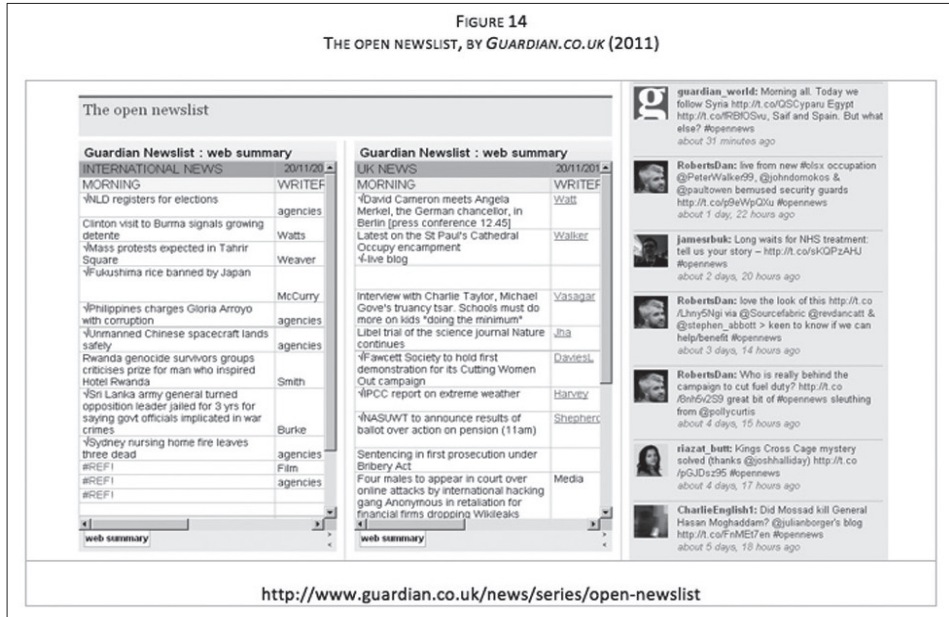 FIGURE 14
THE OPEN NEWSLIST, BY GUARDIAN.CO.UK (2011)
The open newslist
Guardian Newslist : web summary
INTERNATIONAL NEWS 20/11/20
MORNING WRITER
√NLD registers for elections
agencies
Clinton visit to Burma signals growing
detente Watts
√Mass protests expected in Tahrir
Square Weaver
√Fukushima rice banned by Japan
McCurry
√Philippines charges Gloria Arroyo
with corruption agencies
√Unmanned Chinese spacecraft lands
safely agencies
Rwanda genocide survivors groups
criticises prize for man who inspired
Hotel Rwanda Smith
√Sri Lanka army general turned
opposition leader jailed for 3 yrs for
saying govt officials implicated in war
crimes Burke
√Sydney nursing home fire leaves
three dead agencies
#REF! Film
#REF! agencies
#REF!
web summary
Guardian Newslist : web summary
UK NEWS 20/11/201
MORNING WRITER
√David Cameron meets Angela Watt
Merkel, the German chancellor, in
Berlin [press conference 12.45]
Latest on the St Paul's Cathedral Walker
Occupy encampment
√-live blog
Interview with Charlie Taylor, Michael Vasagar
Gove's truancy tsar. Schools must do
more on kids "doing the minimum"
Libel trial of the science journal Nature Jha
continues
√Fawcett Society to hold first DaviesL
demonstration for its Cutting Women
Out campaign
√IPCC report on extreme weather Harvey
√NASUWT to announce results of Shepherd
ballot over action on pension (11am)
Sentencing in first prosecution under
Bribery Act
Four males to appear in court over Media
online attacks by international hacking
gang Anonymous in retaliation for
financial firms dropping Wikileaks
web summary
g
guardian_world: Morning all. Today we
follow Syria http://t.co/QSCyparu Egypt
http://t.co/fRBfOSvu, Saif and Spain. But what
else? #opennews
about 31 minutes ago
RobertsDan: live from new #olsx occupation
@PeterWalker99, @johndomokos &
@paultowen bemused security guards
http://t.co/p9eWpQXu #opennews
about 1 day, 22 hours ago
jamesrbuk: Long waits for NHS treatment:
tell us your story – http://t.co/sKQPzAHJ
#opennews
about 2 days, 20 hours ago
RobertsDan: love the look of this http://t.co
/Lhny5Ngi via @Sourcefabric @revdancatt &
@stephen_abbott > keen to know if we can
help/benefit #opennews
about 3 days, 14 hours ago
RobertsDan: Who is really behind the
campaign to cut fuel duty? http://t.co
/8nh5v2S9 great bit of #opennews sleuthing
from @pollycurtis
about 4 days, 15 hours ago
riazat_butt: Kings Cross Cage mystery
solved (thanks @joshhalliday) http://t.co
/pGJDsz95 #opennews
about 4 days, 17 hours ago
CharlieEnglish1: Did Mossad kill General
Hasan Moghaddam? @julianborger's blog
http://t.co/FnMEt7en #opennews
about 5 days, 18 hours ago
http://www.guardian.co.uk/news/series/open-newslist